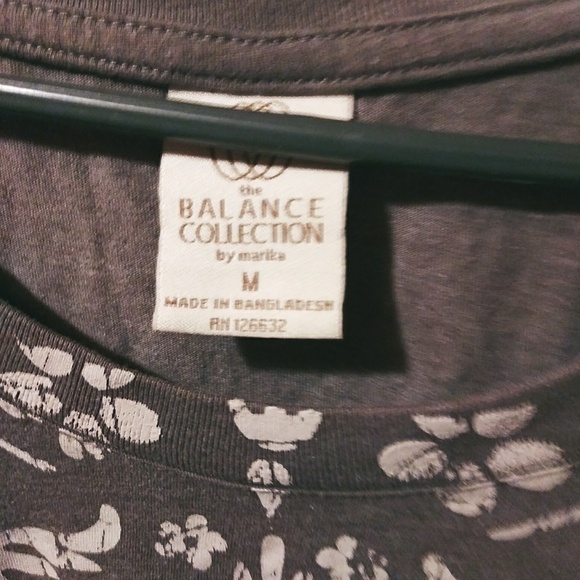 the
BALANCE
COLLECTION
by marika
M
MADE IN BANGLADESH
RN 126632